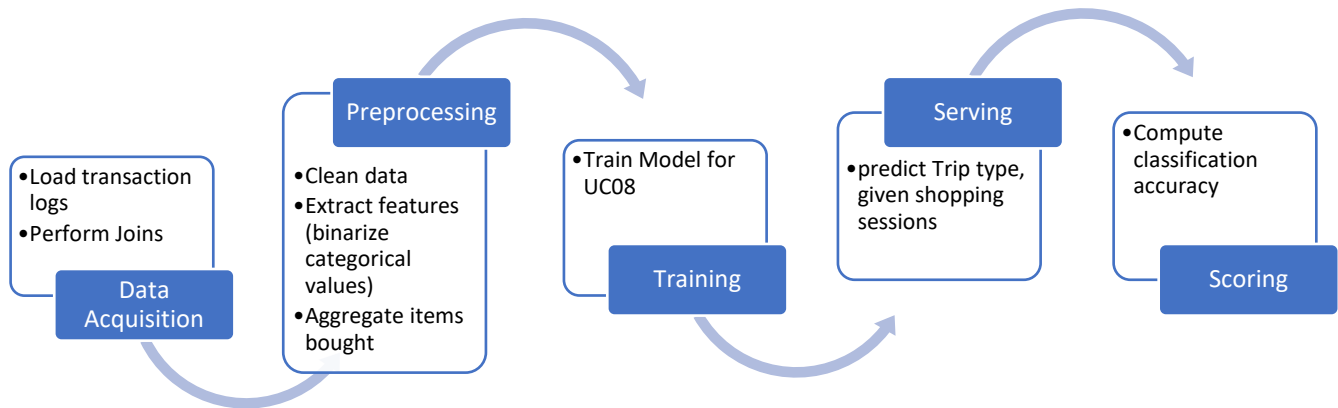 •Load transaction
logs
•Perform Joins
Data
Acquisition
Preprocessing
•Clean data
•Extract features
(binarize
categorical
values)
•Aggregate items
bought
•Train Model for
UC08
Training
Serving
•predict Trip type,
given shopping
sessions
•Compute
classification
accuracy
Scoring